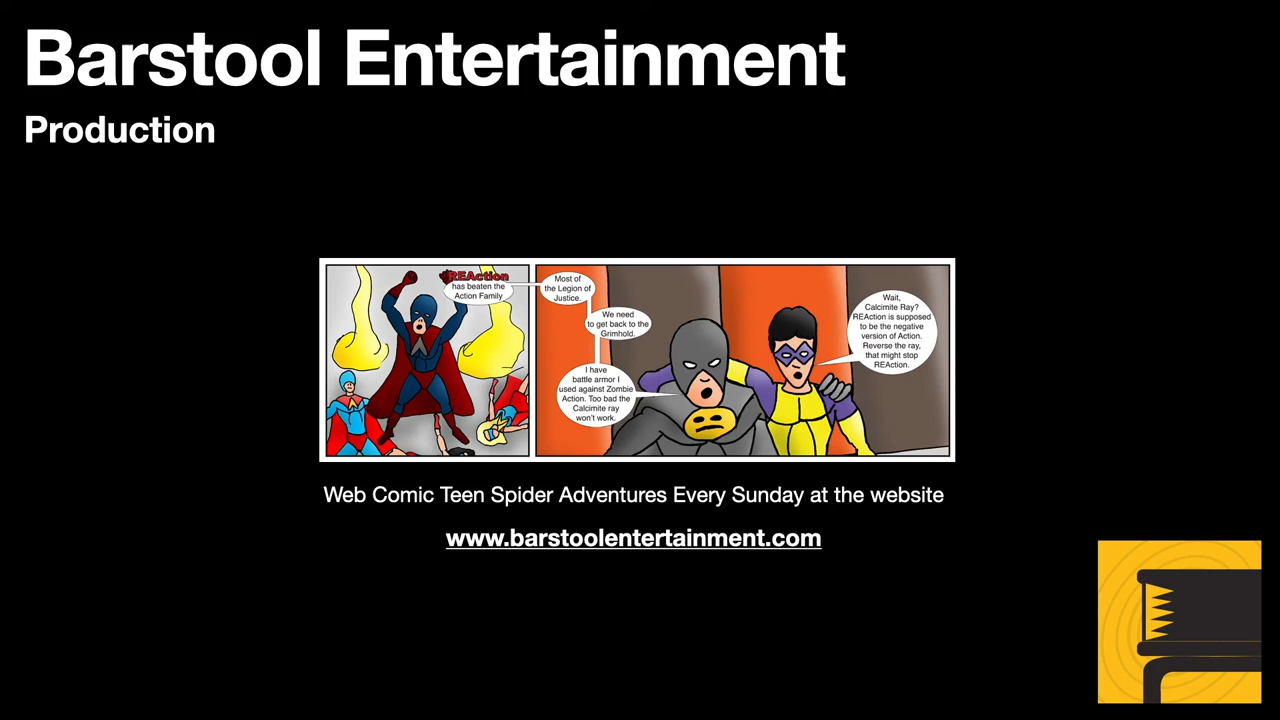 Barstool Entertainment
Production
REAction
has beaten the
Action Family
Most of
the Legion of
Justice.
We need
to get back to the
Grimhold.
I have
battle armor I
used against Zombie
Action. Too bad the
Calcimite ray
won't work.
Wait,
Calcimite Ray?
REAction is supposed
to be the negative
version of Action.
Reverse the ray,
that might stop
REAction.
Web Comic Teen Spider Adventures Every Sunday at the website
www.barstoolentertainment.com